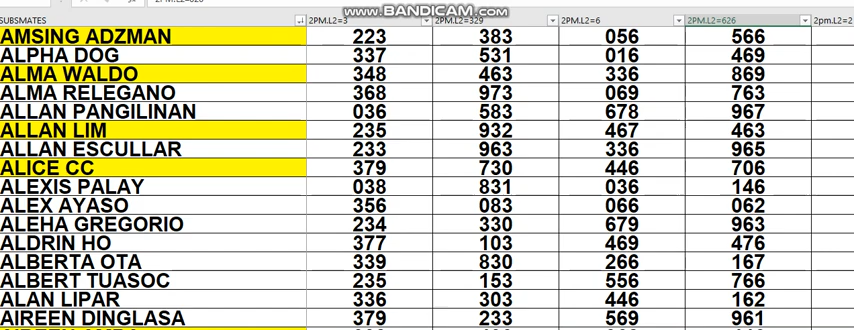 www.BANDICAM.com
SUBSMATES 2PM.L2=3 2PM.L2=329 2PM.L2=6 2PM.L2=626 2pm.L2=2
AMSING ADZMAN 223 383 056 566
ALPHA DOG 337 531 016 469
ALMA WALDO 348 463 336 869
ALMA RELEGANO 368 973 069 763
ALLAN PANGILINAN 036 583 678 967
ALLAN LIM 235 932 467 463
ALLAN ESCULLAR 233 963 336 965
ALICE CC 379 730 446 706
ALEXIS PALAY 038 831 036 146
ALEX AYASO 356 083 066 062
ALEHA GREGORIO 234 330 679 963
ALDRIN HO 377 103 469 476
ALBERTA OTA 339 830 266 167
ALBERT TUASOC 235 153 556 766
ALAN LIPAR 336 303 446 162
AIREEN DINGLASA 379 233 569 961